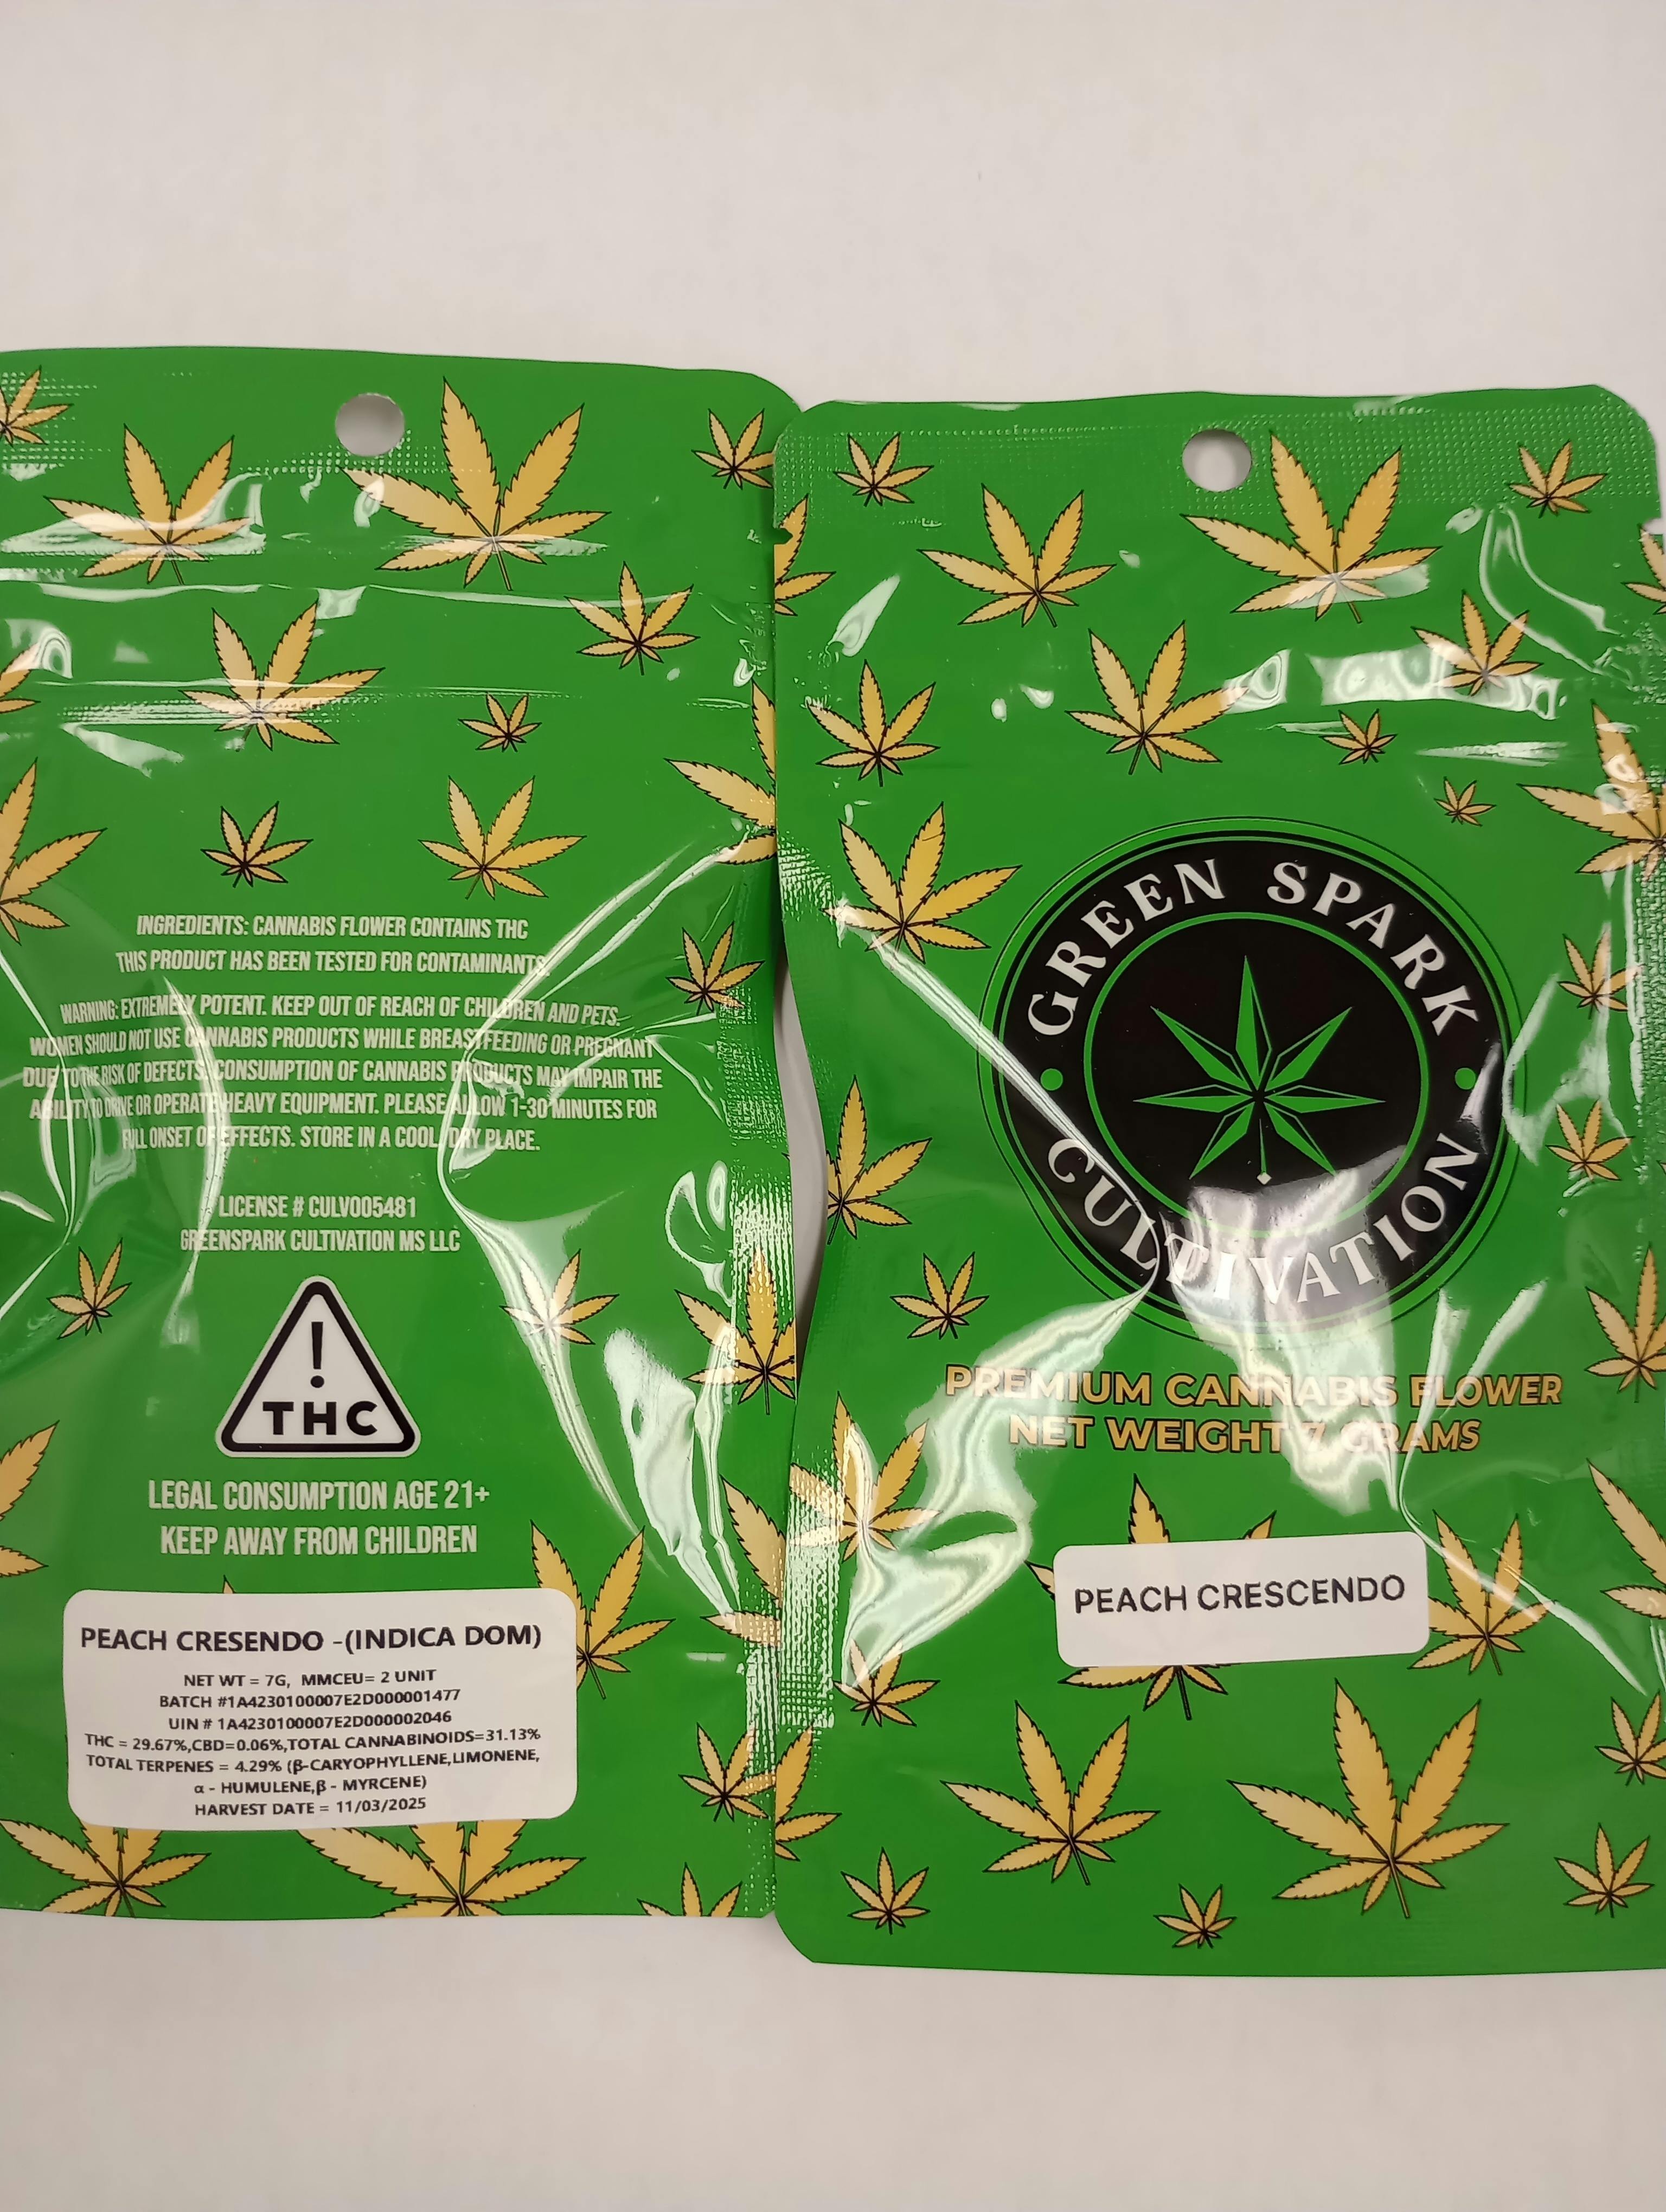 INGREDIENTS: CANNABIS FLOWER CONTAINS THC
THIS PRODUCT HAS BEEN TESTED FOR CONTAMINANTS.
WARNING: EXTREMELY POTENT. KEEP OUT OF REACH OF CHILDREN AND PETS.
WOMEN SHOULD NOT USE CANNABIS PRODUCTS WHILE BREASTFEEDING OR PREGNANT
DUE TO THE RISK OF DEFECTS. CONSUMPTION OF CANNABIS PRODUCTS MAY IMPAIR THE
ABILITY TO DRIVE OR OPERATE HEAVY EQUIPMENT. PLEASE ALLOW 1-30 MINUTES FOR
FULL ONSET OF EFFECTS. STORE IN A COOL, DRY PLACE.
LICENSE # CULV005481
GREENSPARK CULTIVATION MS LLC
!
THC
LEGAL CONSUMPTION AGE 21+
KEEP AWAY FROM CHILDREN
PEACH CRESENDO -(INDICA DOM)
NET WT = 7G, MMCEU= 2 UNIT
BATCH #1A4230100007E2D000001477
UIN # 1A4230100007E2D000002046
THC = 29.67%,CBD=0.06%,TOTAL CANNABINOIDS=31.13%
TOTAL TERPENES = 4.29% (β-CARYOPHYLLENE,LIMONENE,
α - HUMULENE,β - MYRCENE)
HARVEST DATE = 11/03/2025
GREEN SPARK
CULTIVATION
PREMIUM CANNABIS FLOWER
NET WEIGHT 7 GRAMS
PEACH CRESCENDO